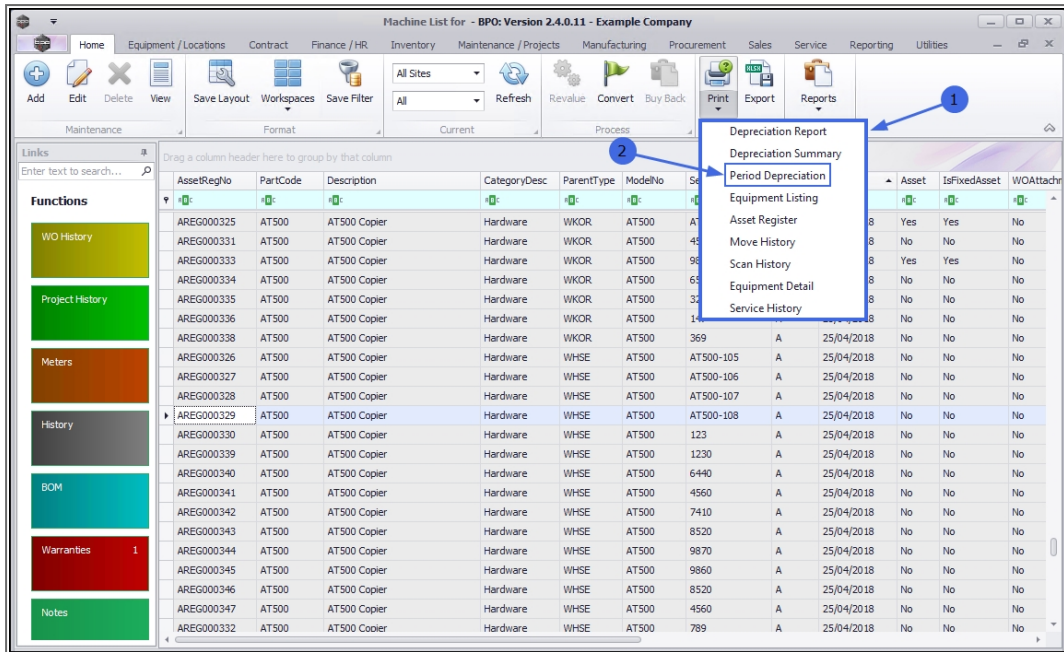 Machine List for - BPO: Version 2.4.0.11 - Example Company
BPO
Home Equipment / Locations Contract Finance / HR Inventory Maintenance / Projects Manufacturing Procurement Sales Service Reporting Utilities
All Sites
Add Edit Delete View Save Layout Workspaces Save Filter All Refresh Revalue Convert Buy Back Print Export Reports
Maintenance Format Current Process
1
2
Depreciation Report
Depreciation Summary
Period Depreciation
Equipment Listing
Asset Register
Move History
Scan History
Equipment Detail
Service History
Links
Enter text to search...
Functions
WO History
Project History
Meters
History
BOM
Warranties 1
Notes
Drag a column header here to group by that column
AssetRegNo PartCode Description CategoryDesc ParentType ModelNo Se Asset IsFixedAsset WOAttachm
AREG000325 AT500 AT500 Copier Hardware WKOR AT500 AT 8 Yes Yes No
AREG000331 AT500 AT500 Copier Hardware WKOR AT500 45 8 No No No
AREG000333 AT500 AT500 Copier Hardware WKOR AT500 98 8 Yes Yes No
AREG000334 AT500 AT500 Copier Hardware WKOR AT500 65 8 No No No
AREG000335 AT500 AT500 Copier Hardware WKOR AT500 32 8 No No No
AREG000336 AT500 AT500 Copier Hardware WKOR AT500 8 No No No
AREG000338 AT500 AT500 Copier Hardware WKOR AT500 369 A 25/04/2018 No No No
AREG000326 AT500 AT500 Copier Hardware WHSE AT500 AT500-105 A 25/04/2018 No No No
AREG000327 AT500 AT500 Copier Hardware WHSE AT500 AT500-106 A 25/04/2018 No No No
AREG000328 AT500 AT500 Copier Hardware WHSE AT500 AT500-107 A 25/04/2018 No No No
AREG000329 AT500 AT500 Copier Hardware WHSE AT500 AT500-108 A 25/04/2018 No No No
AREG000330 AT500 AT500 Copier Hardware WHSE AT500 123 A 25/04/2018 No No No
AREG000339 AT500 AT500 Copier Hardware WHSE AT500 1230 A 25/04/2018 No No No
AREG000340 AT500 AT500 Copier Hardware WHSE AT500 6440 A 25/04/2018 No No No
AREG000341 AT500 AT500 Copier Hardware WHSE AT500 4560 A 25/04/2018 No No No
AREG000342 AT500 AT500 Copier Hardware WHSE AT500 7410 A 25/04/2018 No No No
AREG000343 AT500 AT500 Copier Hardware WHSE AT500 8520 A 25/04/2018 No No No
AREG000344 AT500 AT500 Copier Hardware WHSE AT500 9870 A 25/04/2018 No No No
AREG000345 AT500 AT500 Copier Hardware WHSE AT500 9860 A 25/04/2018 No No No
AREG000346 AT500 AT500 Copier Hardware WHSE AT500 8520 A 25/04/2018 No No No
AREG000347 AT500 AT500 Copier Hardware WHSE AT500 4560 A 25/04/2018 No No No
AREG000332 AT500 AT500 Copier Hardware WHSE AT500 789 A 25/04/2018 No No No